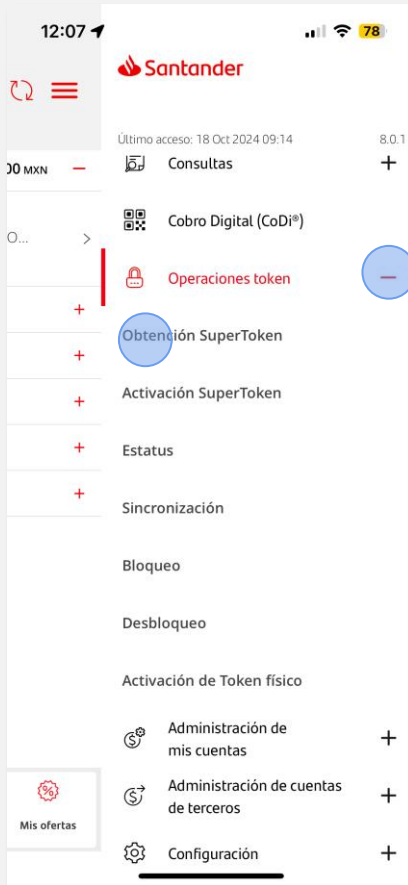 12:07
78
Santander
Último acceso: 18 Oct 2024 09:14
8.0.1
00 MXN
Consultas
Cobro Digital (CoDi®)
O...
Operaciones token
Obtención SuperToken
Activación SuperToken
Estatus
Sincronización
Bloqueo
Desbloqueo
Activación de Token físico
Administración de
mis cuentas
Administración de cuentas
de terceros
Mis ofertas
Configuración